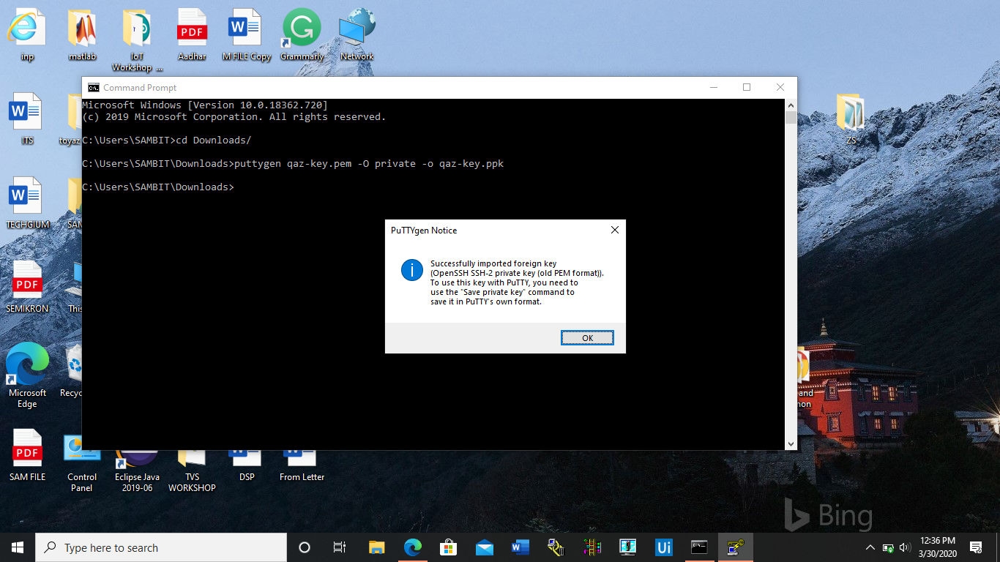 inp
matlab
IoT
Workshop ...
Aadhar
M FILE Copy
Grammarly
Network
PDF
W
G
Command Prompt
C:\.
Microsoft Windows [Version 10.0.18362.720]
(c) 2019 Microsoft Corporation. All rights reserved.
C:\Users\SAMBIT>cd Downloads/
C:\Users\SAMBIT\Downloads>puttygen qaz-key.pem -O private -o qaz-key.ppk
C:\Users\SAMBIT\Downloads>
PuTTYgen Notice
Successfully imported foreign key
(OpenSSH SSH-2 private key (old PEM format)).
To use this key with PuTTY, you need to
use the "Save private key" command to
save it in PuTTY's own format.
OK
W
ITS
toyaz
ZS
W
TECHGIUM
SAM
PDF
SEMIKRON
This
Microsoft
Edge
Recyc
and
non
PDF
SAM FILE
Control
Panel
Eclipse Java
2019-06
TVS
WORKSHOP
DSP
From Letter
Bing
Type here to search
W
Ui
12:36 PM
3/30/2020